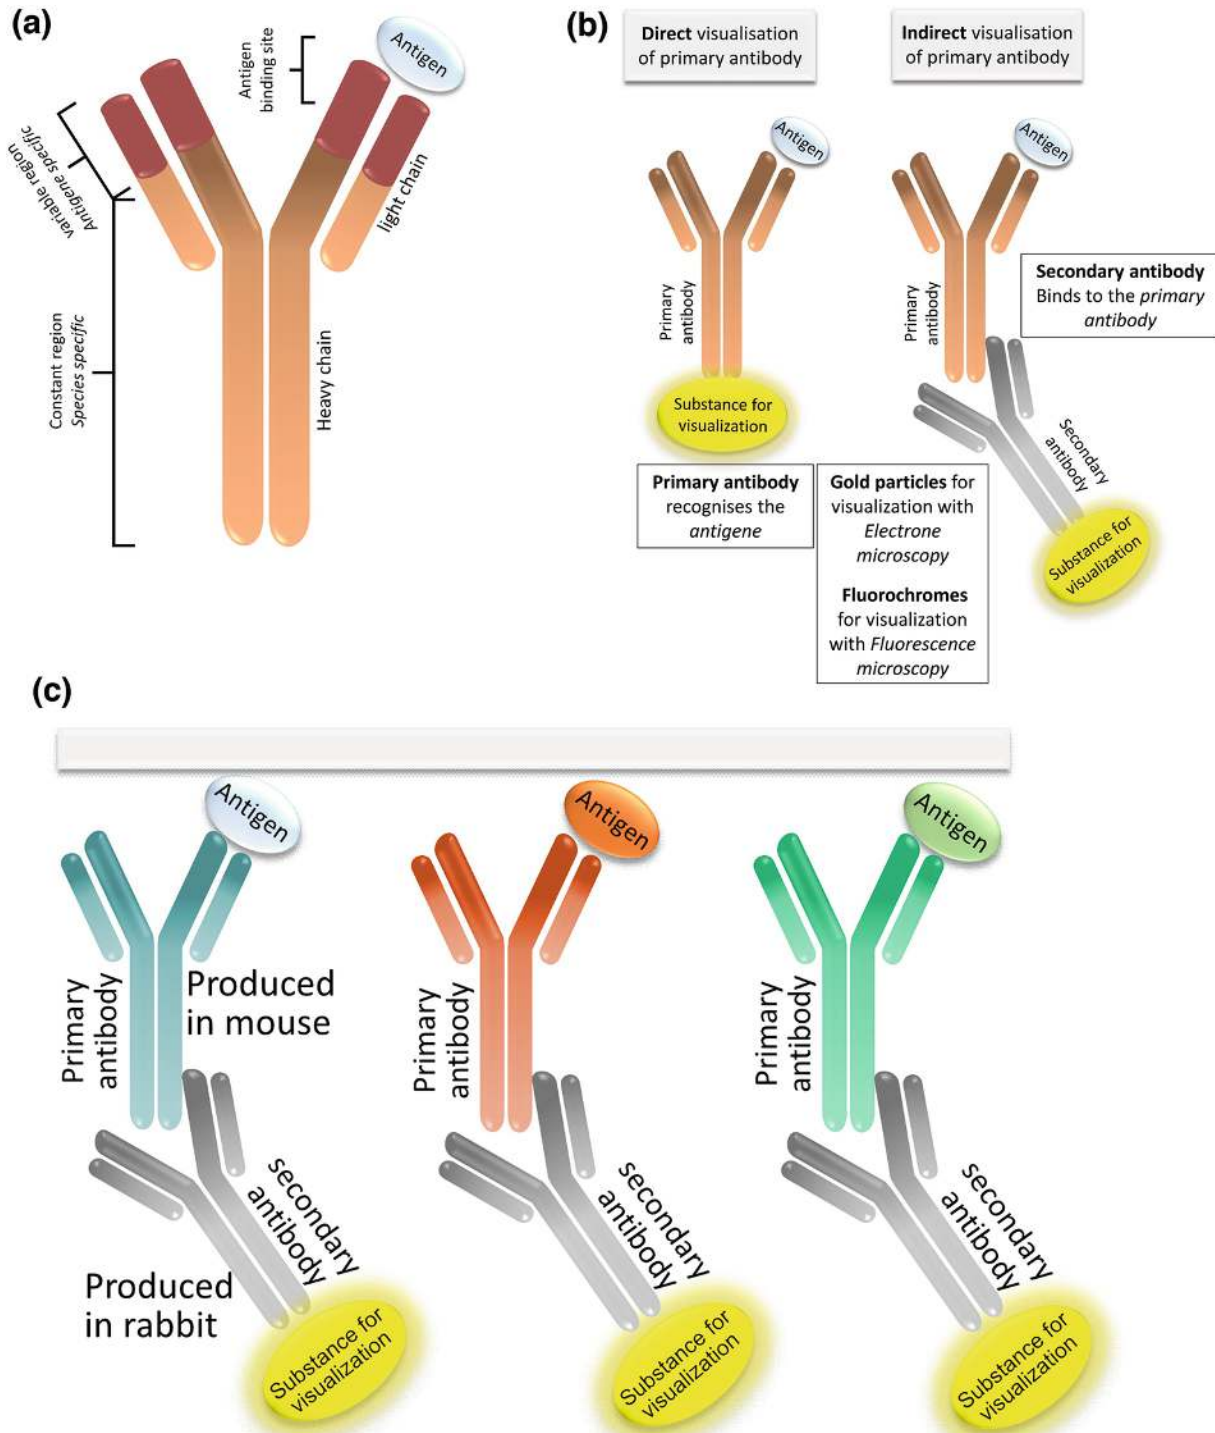 (a)
Antigen
binding site
Antigen
variable region
Antigene specific
light chain
Constant region
Species specific
Heavy chain
(b)
Direct visualisation
of primary antibody
Indirect visualisation
of primary antibody
Antigen
Antigen
Primary
antibody
Primary
antibody
Secondary antibody
Binds to the primary
antibody
Substance for
visualization
Secondary
antibody
Primary antibody
recognises the
antigene
Gold particles for
visualization with
Electrone
microscopy
Fluorochromes
for visualization
with Fluorescence
microscopy
Substance for
visualization
(c)
Antigen
Antigen
Antigen
Primary
antibody
Produced
in mouse
Primary
antibody
Primary
antibody
secondary
antibody
secondary
antibody
secondary
antibody
Produced
in rabbit
Substance for
visualization
Substance for
visualization
Substance for
visualization